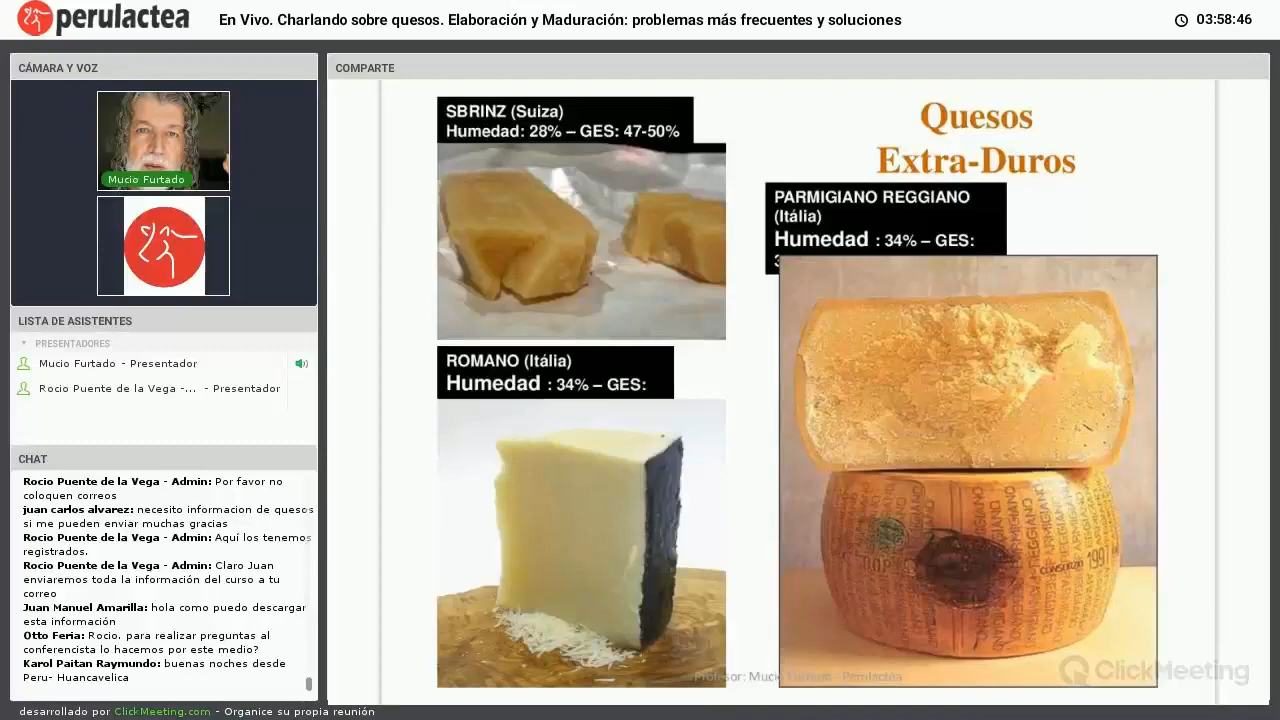 perulactea
En Vivo. Charlando sobre quesos. Elaboración y Maduración: problemas más frecuentes y soluciones
03:58:46
CÁMARA Y VOZ
Mucio Furtado
LISTA DE ASISTENTES
PRESENTADORES
Mucio Furtado - Presentador
Rocio Puente de la Vega -... - Presentador
CHAT
Rocio Puente de la Vega - Admin: Por favor no
coloquen correos
juan carlos alvarez: necesito informacion de quesos
si me pueden enviar muchas gracias
Rocio Puente de la Vega - Admin: Aquí los tenemos
registrados.
Rocio Puente de la Vega - Admin: Claro Juan
enviaremos toda la información del curso a tu
correo
Juan Manuel Amarilla: hola como puedo descargar
esta información
Otto Feria: Rocio. para realizar preguntas al
conferencista lo hacemos por este medio?
Karol Paitan Raymundo: buenas noches desde
Peru- Huancavelica
COMPARTE
SBRINZ (Suiza)
Humedad: 28% – GES: 47-50%
Quesos
Extra-Duros
PARMIGIANO REGGIANO
(Itália)
Humedad : 34% – GES:
ROMANO (Itália)
Humedad : 34% – GES:
CONSORZIO 1997
Profesor: Mucio Furtado - Perulactea
ClickMeeting
desarrollado por ClickMeeting.com - Organice su propia reunión